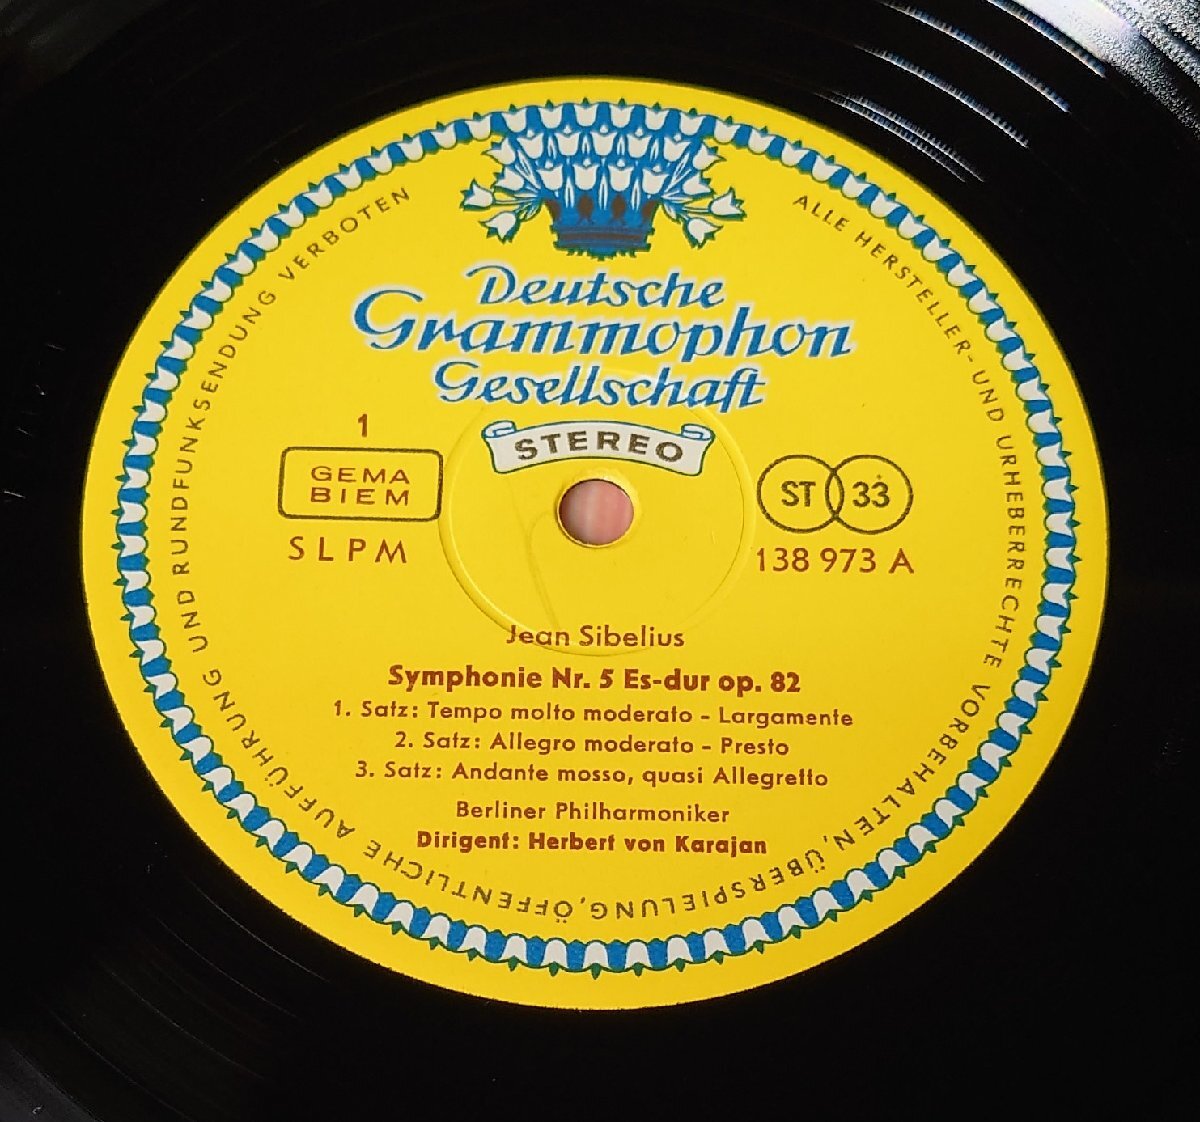 Deutsche
Grammophon
Gesellschaft
STEREO
1
GEMA
BIEM
SLPM
ST 33
138 973 A
Jean Sibelius
Symphonie Nr. 5 Es-dur op. 82
1. Satz: Tempo molto moderato - Largamente
2. Satz: Allegro moderato - Presto
3. Satz: Andante mosso, quasi Allegretto
Berliner Philharmoniker
Dirigent: Herbert von Karajan
ALLE HERSTELLER- UND URHEBERRECHTE VORBEHALTEN, ÜBERSPIELUNG, ÖFFENTLICHE AUFFÜHRUNG UND RUNDFUNKSENDUNG VERBOTEN